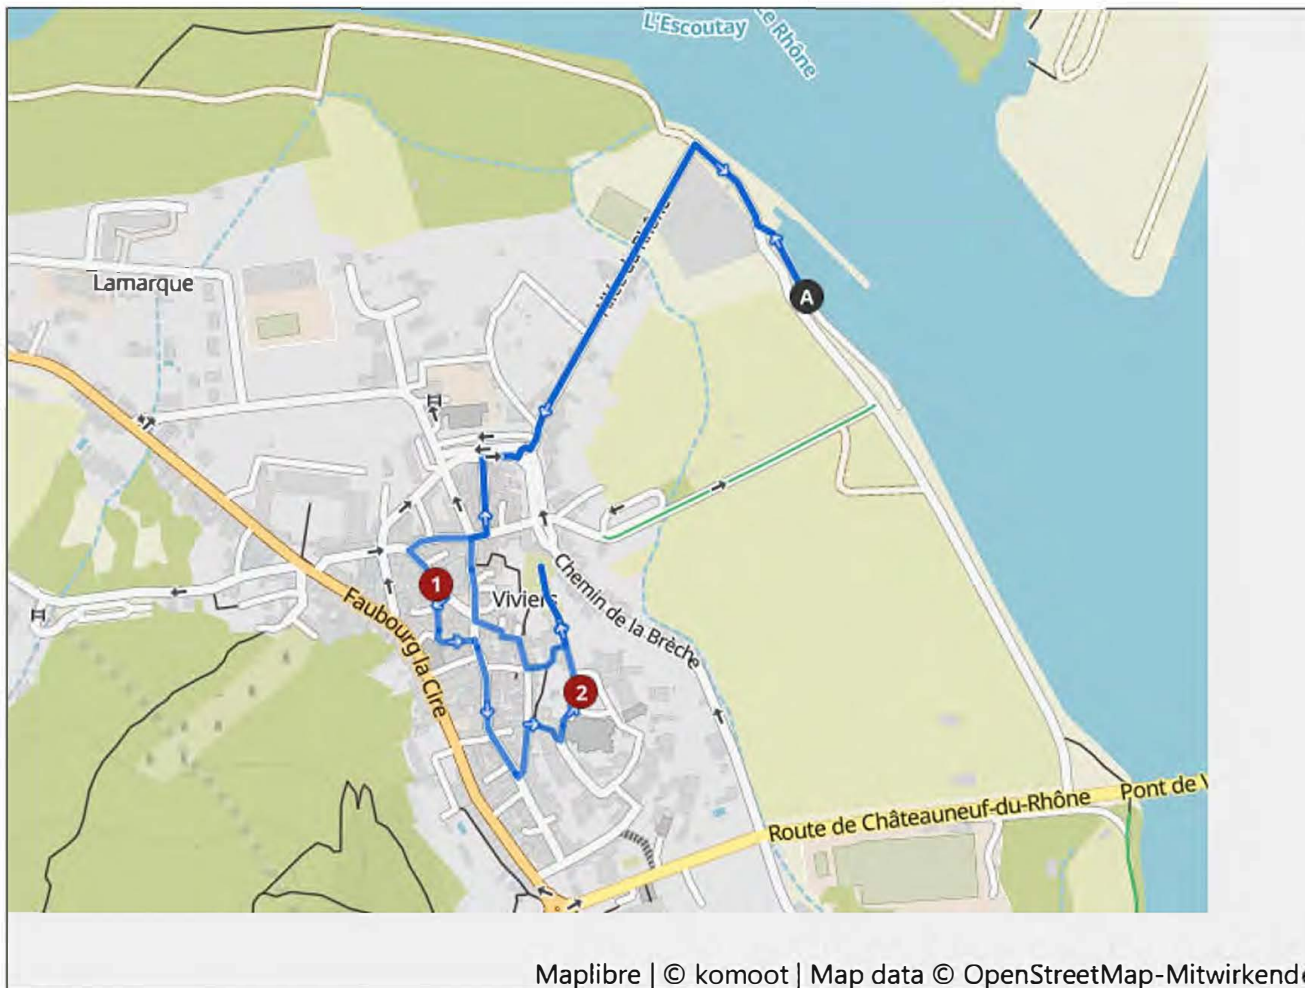 L'Escoutay
Le Rhône
Lamarque
A
1
Viviers
Chemin de la Brèche
Faubourg la Cire
2
Route de Châteauneuf-du-Rhône
Pont de
Maplibre | © komoot | Map data © OpenStreetMap-Mitwirkende